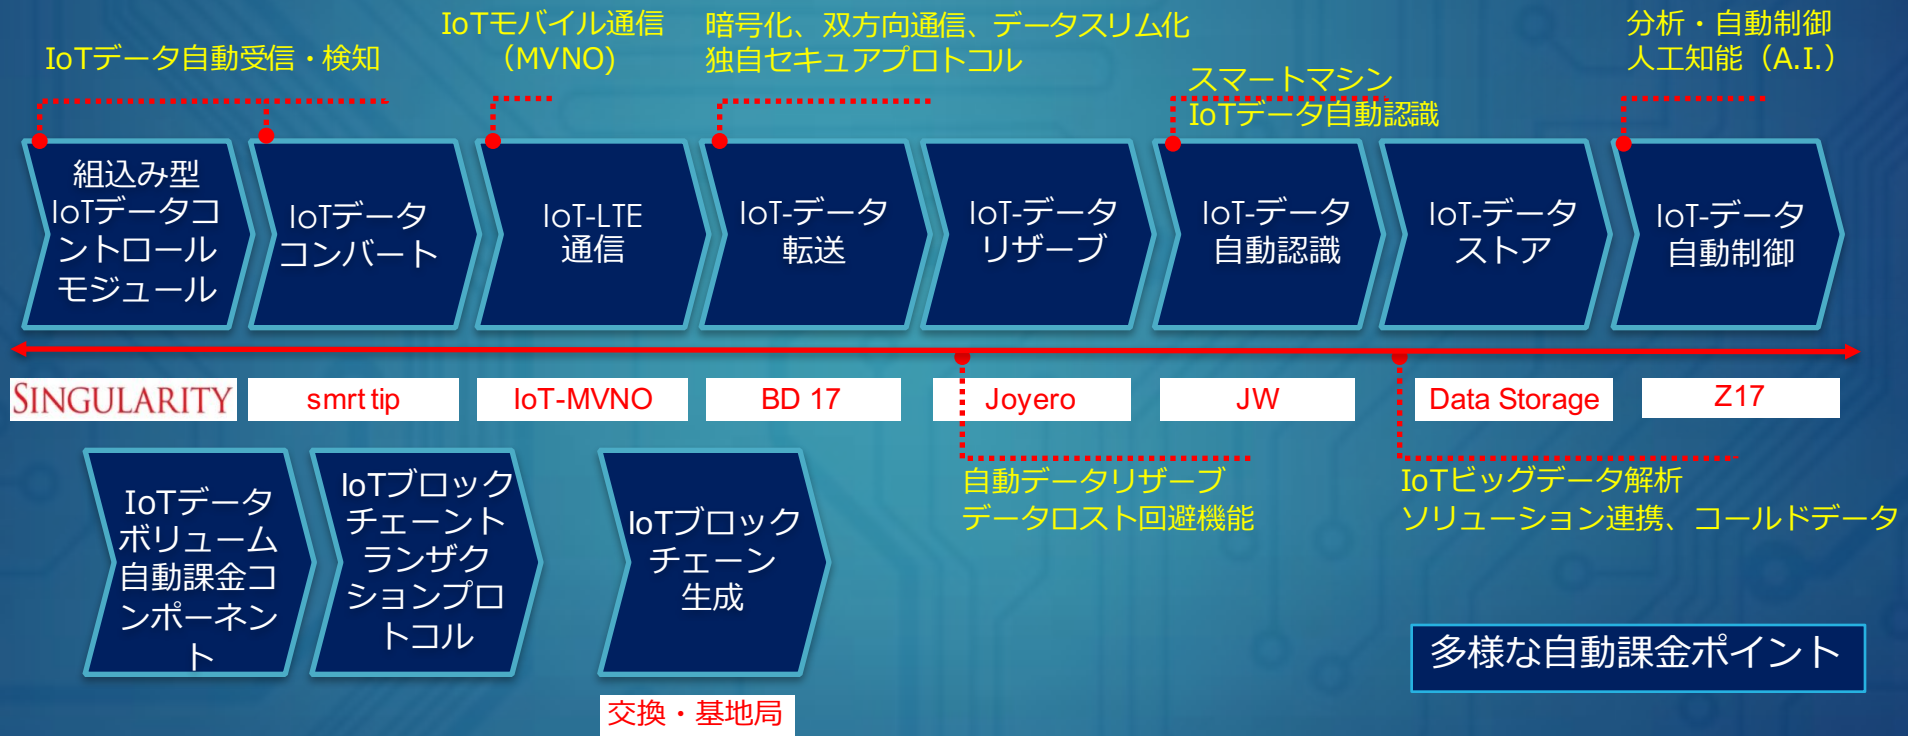 IoTデータ自動受信・検知
IoTモバイル通信
（MVNO）
暗号化、双方向通信、データスリム化
独自セキュアプロトコル
スマートマシン
IoTデータ自動認識
分析・自動制御
人工知能（A.I.）
組込み型
IoTデータコ
ントロール
モジュール
IoTデータ
コンバート
IoT-LTE
通信
IoT-データ
転送
IoT-データ
リザーブ
IoT-データ
自動認識
IoT-データ
ストア
IoT-データ
自動制御
SINGULARITY
smrt tip
IoT-MVNO
BD 17
Joyero
JW
Data Storage
Z17
IoTデータ
ボリューム
自動課金コ
ンポーネン
ト
IoTブロック
チェーント
ランザク
ションプロ
トコル
IoTブロック
チェーン
生成
自動データリザーブ
データロスト回避機能
IoTビッグデータ解析
ソリューション連携、コールドデータ
多様な自動課金ポイント
交換・基地局